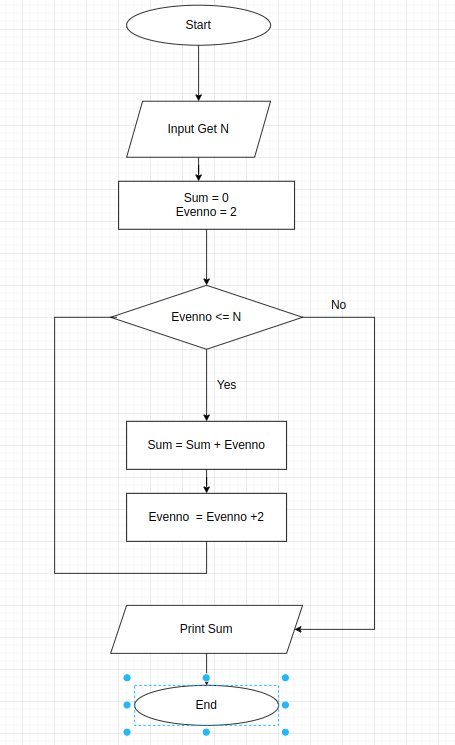 Start
Input Get N
Sum = 0
Evenno = 2
Evenno <= N
No
Yes
Sum = Sum + Evenno
Evenno  = Evenno +2
Print Sum
End